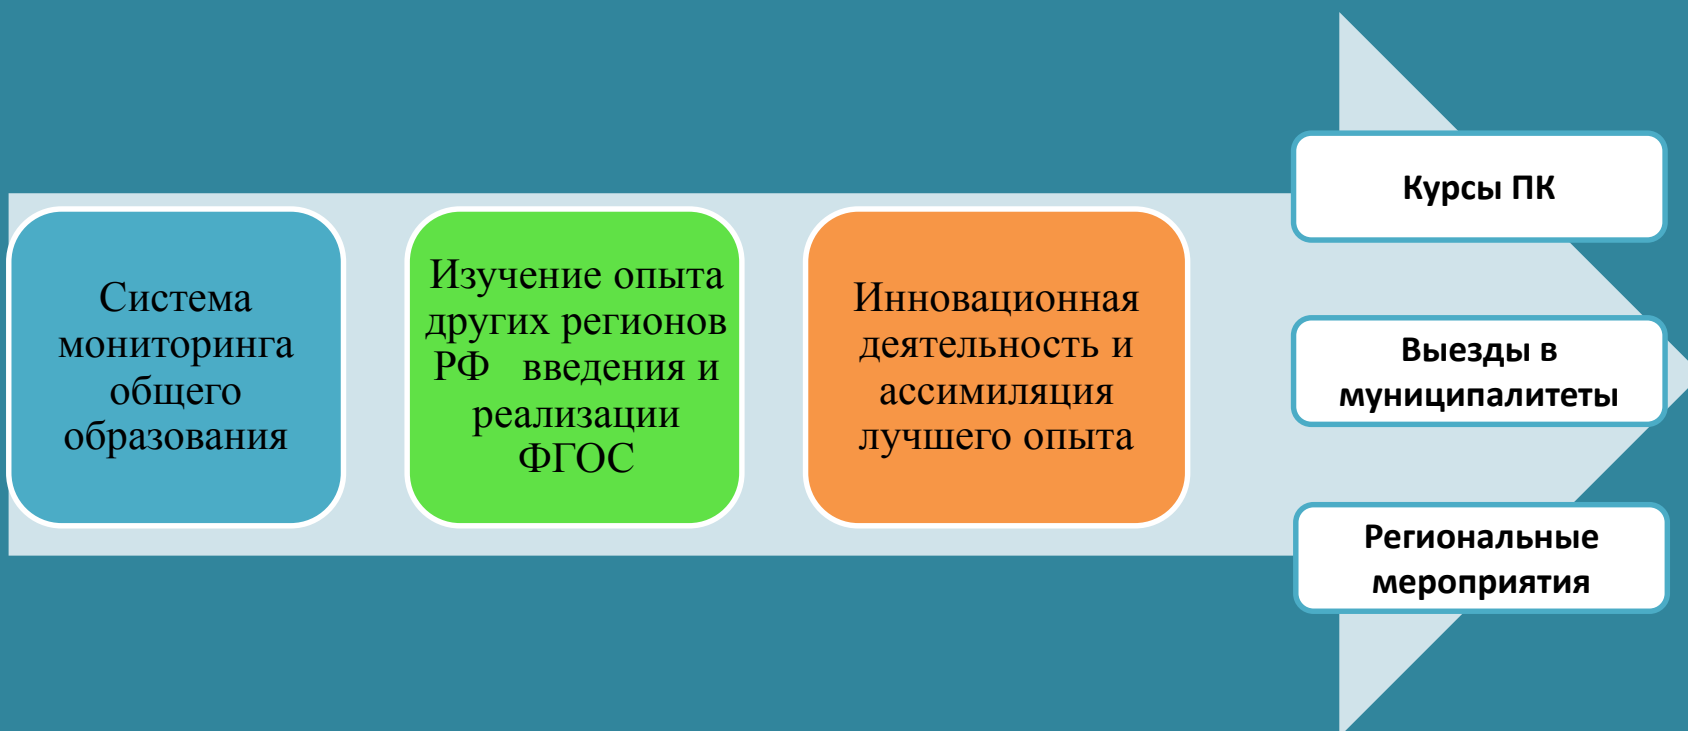 Система
мониторинга
общего
образования
Изучение опыта
других регионов
РФ введения и
реализации
ФГОС
Инновационная
деятельность и
ассимиляция
лучшего опыта
Курсы ПК
Выезды в
муниципалитеты
Региональные
мероприятия